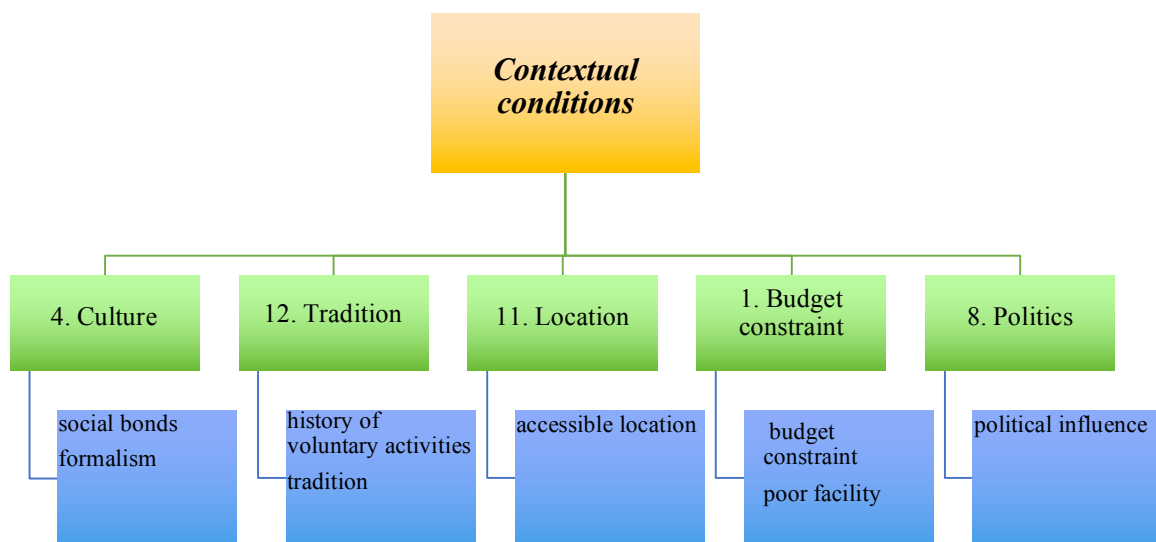 Contextual
conditions
4. Culture
12. Tradition
11. Location
1. Budget
constraint
8. Politics
social bonds
formalism
history of
voluntary activities
tradition
accessible location
budget
constraint
poor facility
political influence